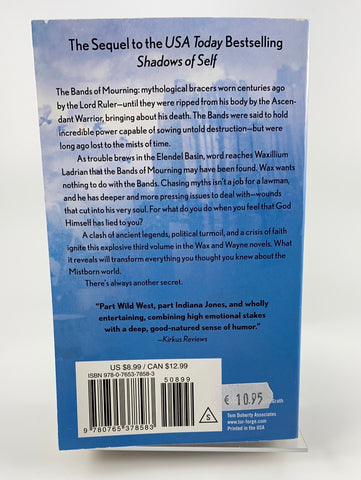 The Sequel to the USA Today Bestselling
Shadows of Self
The Bands of Mourning: mythological bracers worn centuries ago
by the Lord Ruler—until they were ripped from his body by the Ascen-
dant Warrior, bringing about his death. The Bands were said to hold
incredible power capable of sowing untold destruction—but were
long ago lost to the mists of time.
As trouble brews in the Elendel Basin, word reaches Waxillium
Ladrian that the Bands of Mourning may have been found. Wax wants
nothing to do with the Bands. Chasing myths isn't a job for a lawman,
and he has deeper and more pressing issues to deal with—wounds
that cut into his very soul. For what do you do when you feel that God
Himself has lied to you?
A clash of ancient legends, political turmoil, and a crisis of faith
ignite this explosive third volume in the Wax and Wayne novels. What
it reveals will transform everything you thought you knew about the
Mistborn world.
There's always another secret.
"Part Wild West, part Indiana Jones, and wholly
entertaining, combining high emotional stakes
with a deep, good-natured sense of humor."
—Kirkus Reviews
US $8.99 / CAN $12.99
ISBN 978-0-7653-7858-3
50899
9 780765 378583
S
€ 10.95
Grath
Tom Doherty Associates
www.tor-forge.com
Printed in the USA